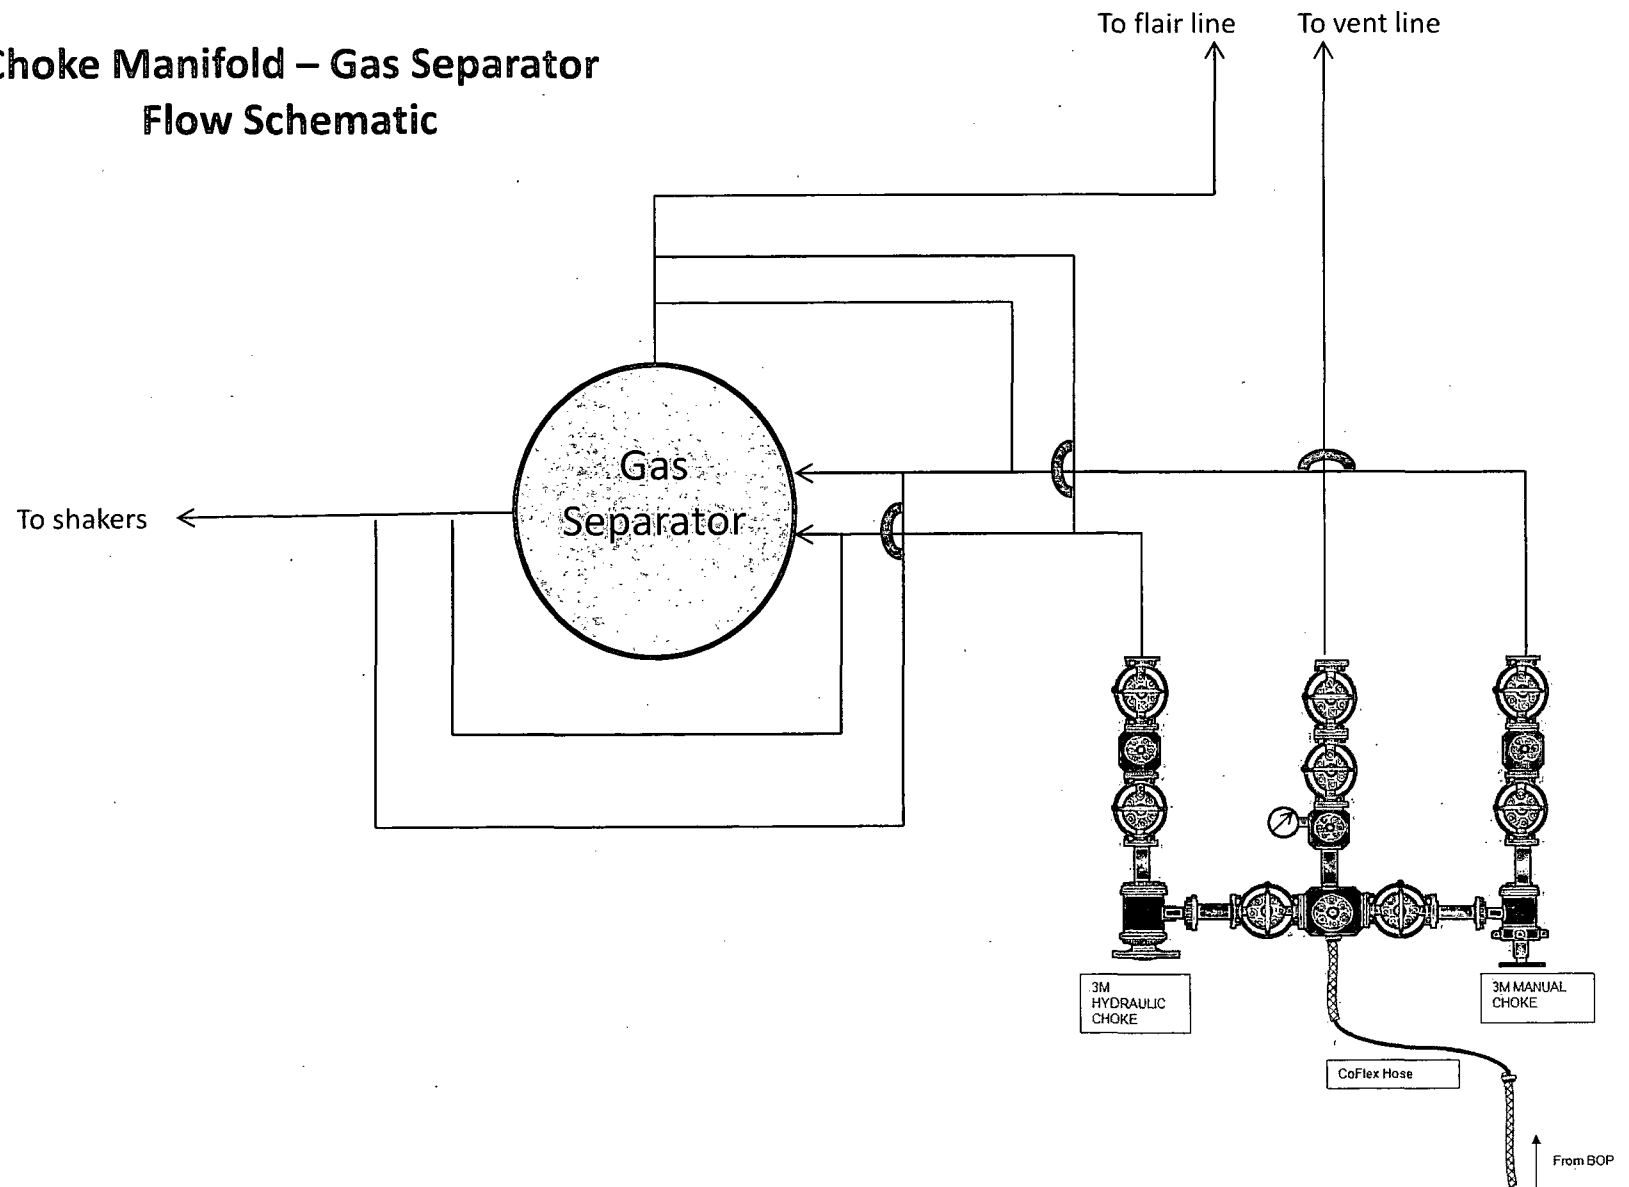 Choke Manifold – Gas Separator
Flow Schematic
To flair line
To vent line
Gas
Separator
To shakers
3M
HYDRAULIC
CHOKE
3M MANUAL
CHOKE
CoFlex Hose
From BOP